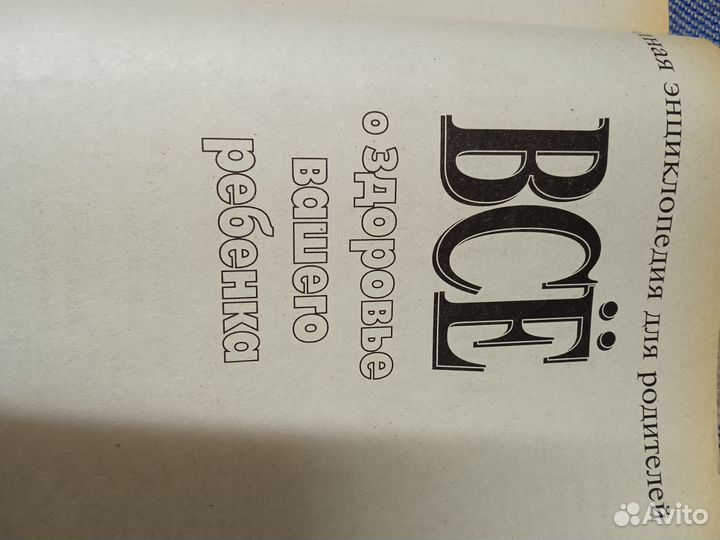 энциклопедия для родителей
ВСЁ
о здоровье
вашего
ребенка
Avito